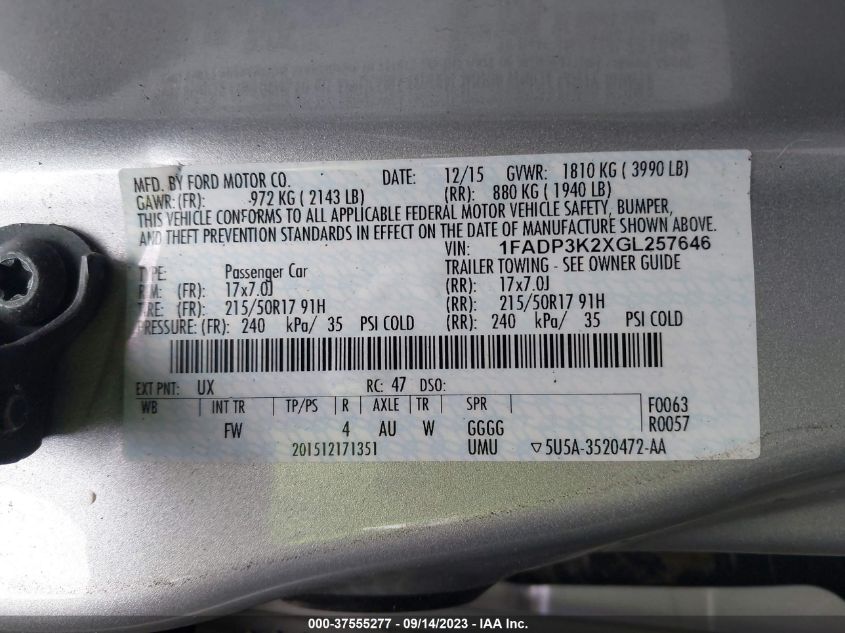 MFD. BY FORD MOTOR CO. DATE: 12/15 GVWR: 1810 KG ( 3990 LB)
GAWR: (FR): 972 KG ( 2143 LB) (RR): 880 KG ( 1940 LB)
THIS VEHICLE CONFORMS TO ALL APPLICABLE FEDERAL MOTOR VEHICLE SAFETY, BUMPER,
AND THEFT PREVENTION STANDARDS IN EFFECT ON THE DATE OF MANUFACTURE SHOWN ABOVE.
VIN: 1FADP3K2XGL257646
TYPE: Passenger Car TRAILER TOWING - SEE OWNER GUIDE
RIM: (FR): 17x7.0J (RR): 17x7.0J
TIRE: (FR): 215/50R17 91H (RR): 215/50R17 91H
PRESSURE: (FR): 240 kPa/ 35 PSI COLD (RR): 240 kPa/ 35 PSI COLD
EXT PNT: UX RC: 47 DSO:
WB INT TR TP/PS R AXLE TR SPR F0063
FW 4 AU W GGGG R0057
201512171351 UMU ▽5U5A-3520472-AA
000-37555277 - 09/14/2023 - IAA Inc.